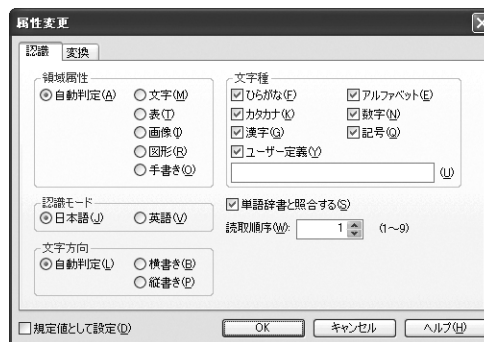 属性変更
認識 変換
領域属性
自動判定(A) 文字(M)
表(T)
画像(I)
図形(R)
手書き(O)
文字種
ひらがな(F) アルファベット(E)
カタカナ(K) 数字(N)
漢字(G) 記号(Q)
ユーザー定義(Y)
(U)
認識モード
日本語(J) 英語(V)
単語辞書と照合する(S)
読取順序(W): 1 (1~9)
文字方向
自動判定(L) 横書き(B)
縦書き(P)
規定値として設定(D) OK キャンセル ヘルプ(H)